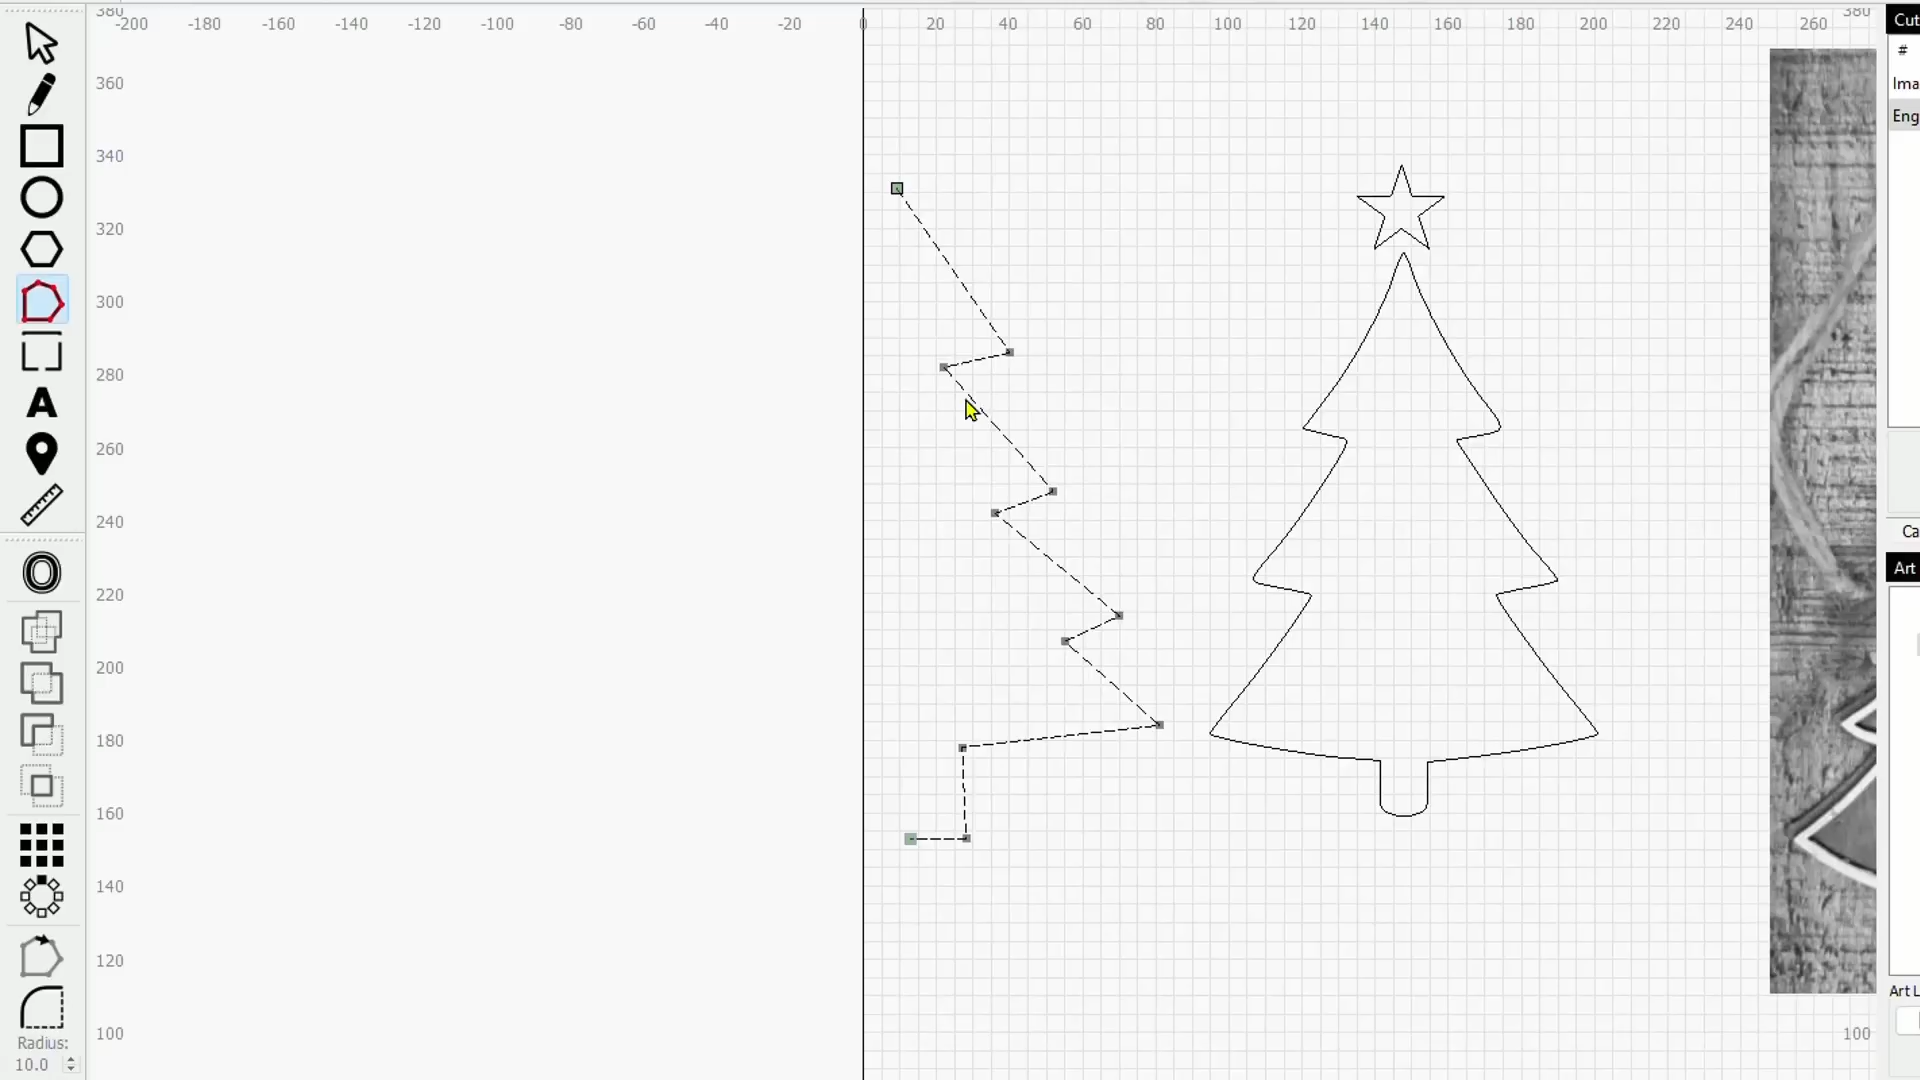 380
-200 -180 -160 -140 -120 -100 -80 -60 -40 -20 0 20 40 60 80 100 120 140 160 180 200 220 240 260
380
360
340
320
300
280
260
240
220
200
180
160
140
120
100
100
A
Radius:
10.0
Cut
#
Ima
Eng
Ca
Art
Art L